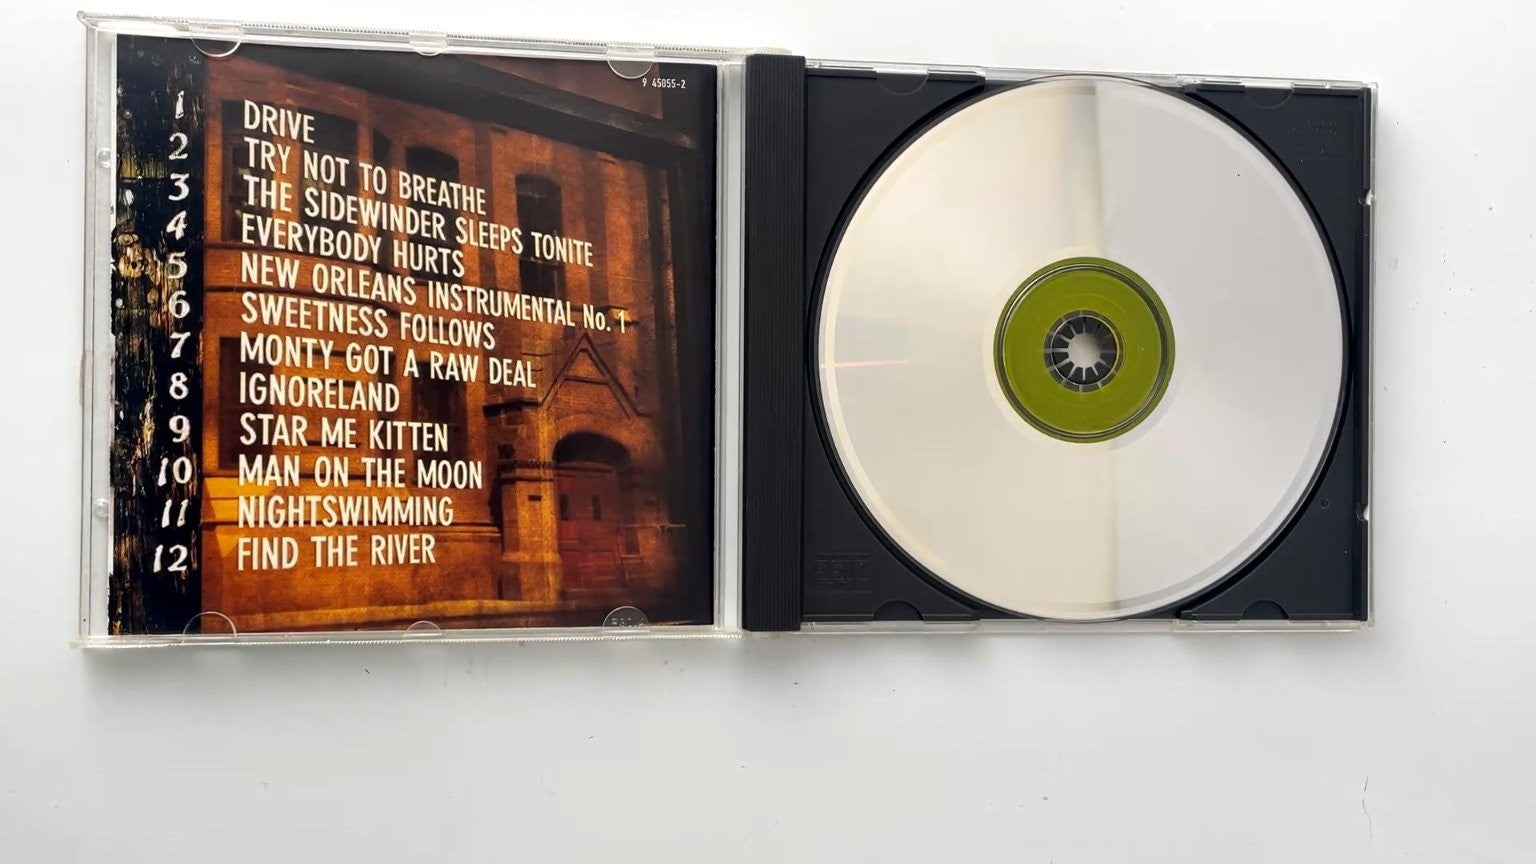 9 45055-2
1 DRIVE
2 TRY NOT TO BREATHE
3 THE SIDEWINDER SLEEPS TONITE
4 EVERYBODY HURTS
5 NEW ORLEANS INSTRUMENTAL No. 1
6 SWEETNESS FOLLOWS
7 MONTY GOT A RAW DEAL
8 IGNORELAND
9 STAR ME KITTEN
10 MAN ON THE MOON
11 NIGHTSWIMMING
12 FIND THE RIVER